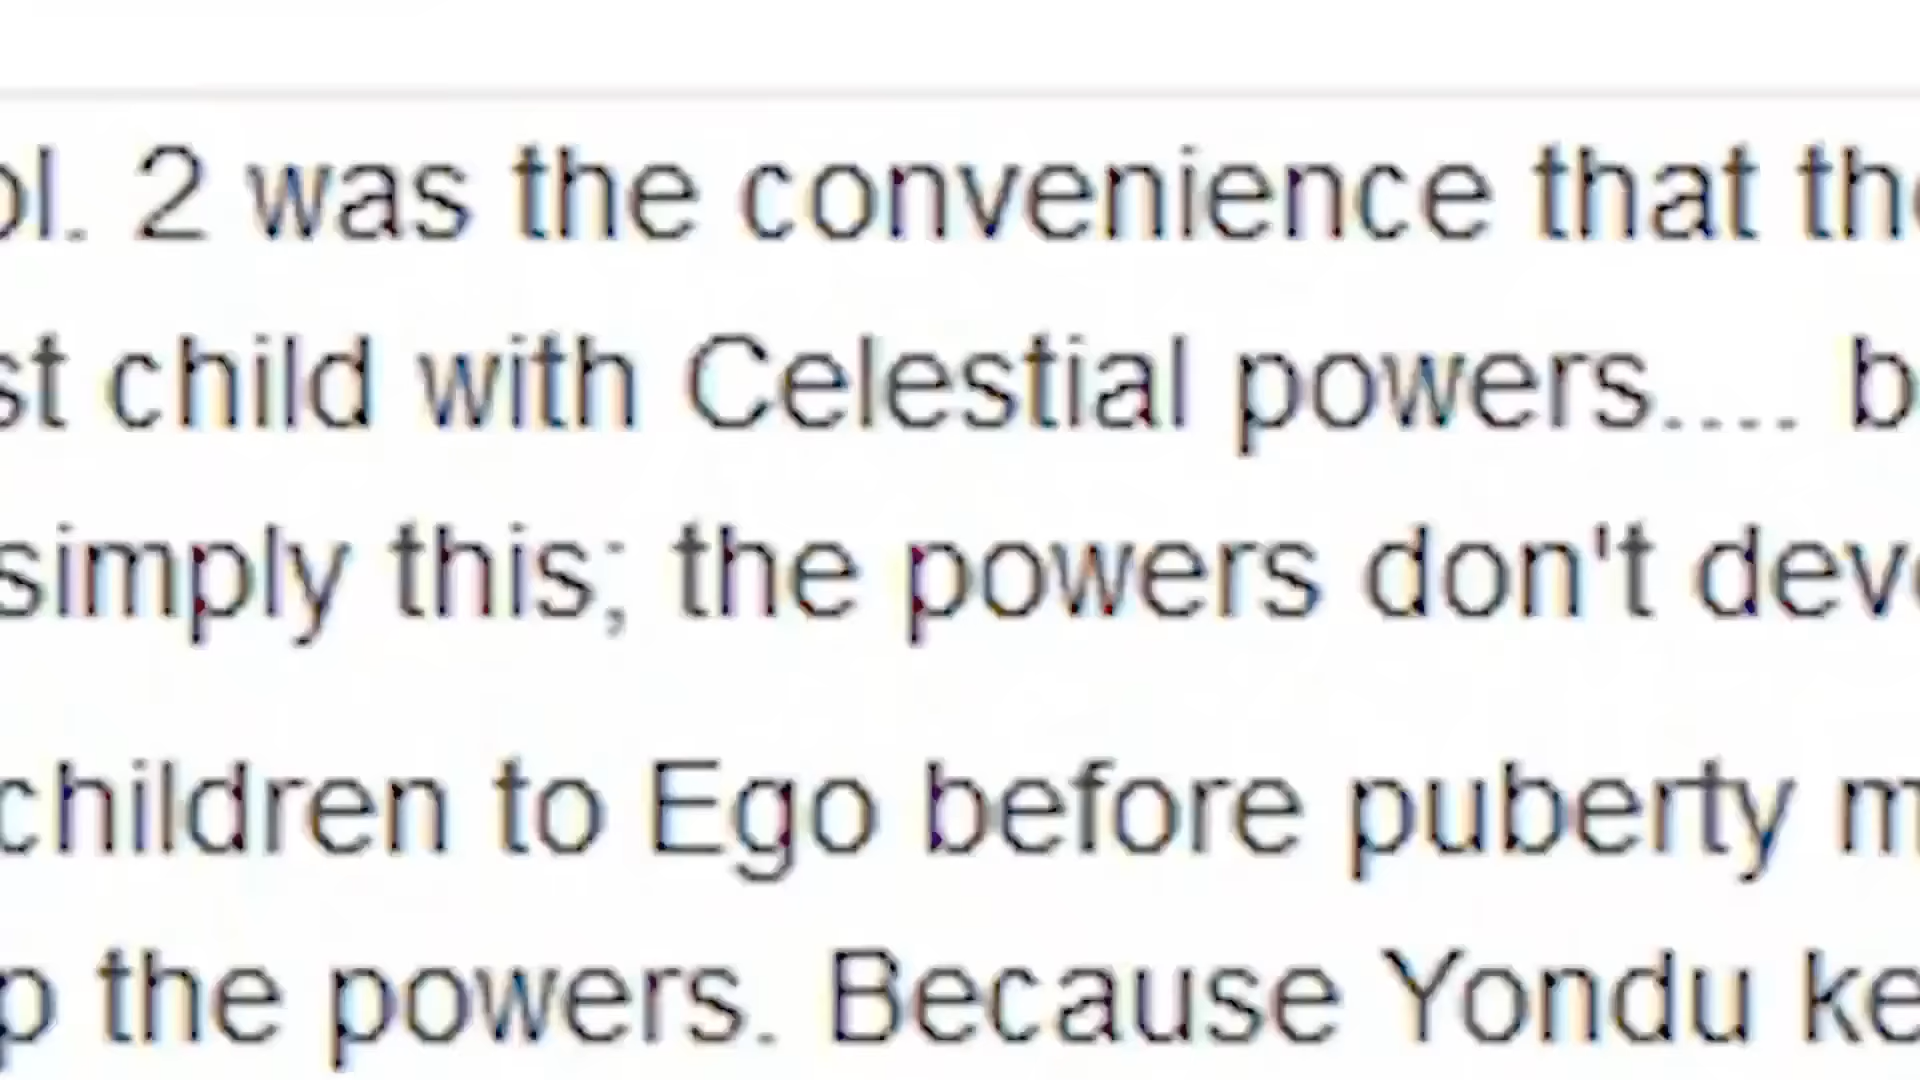 ol. 2 was the convenience that the
st child with Celestial powers.... b
simply this; the powers don't deve
children to Ego before puberty m
p the powers. Because Yondu ke